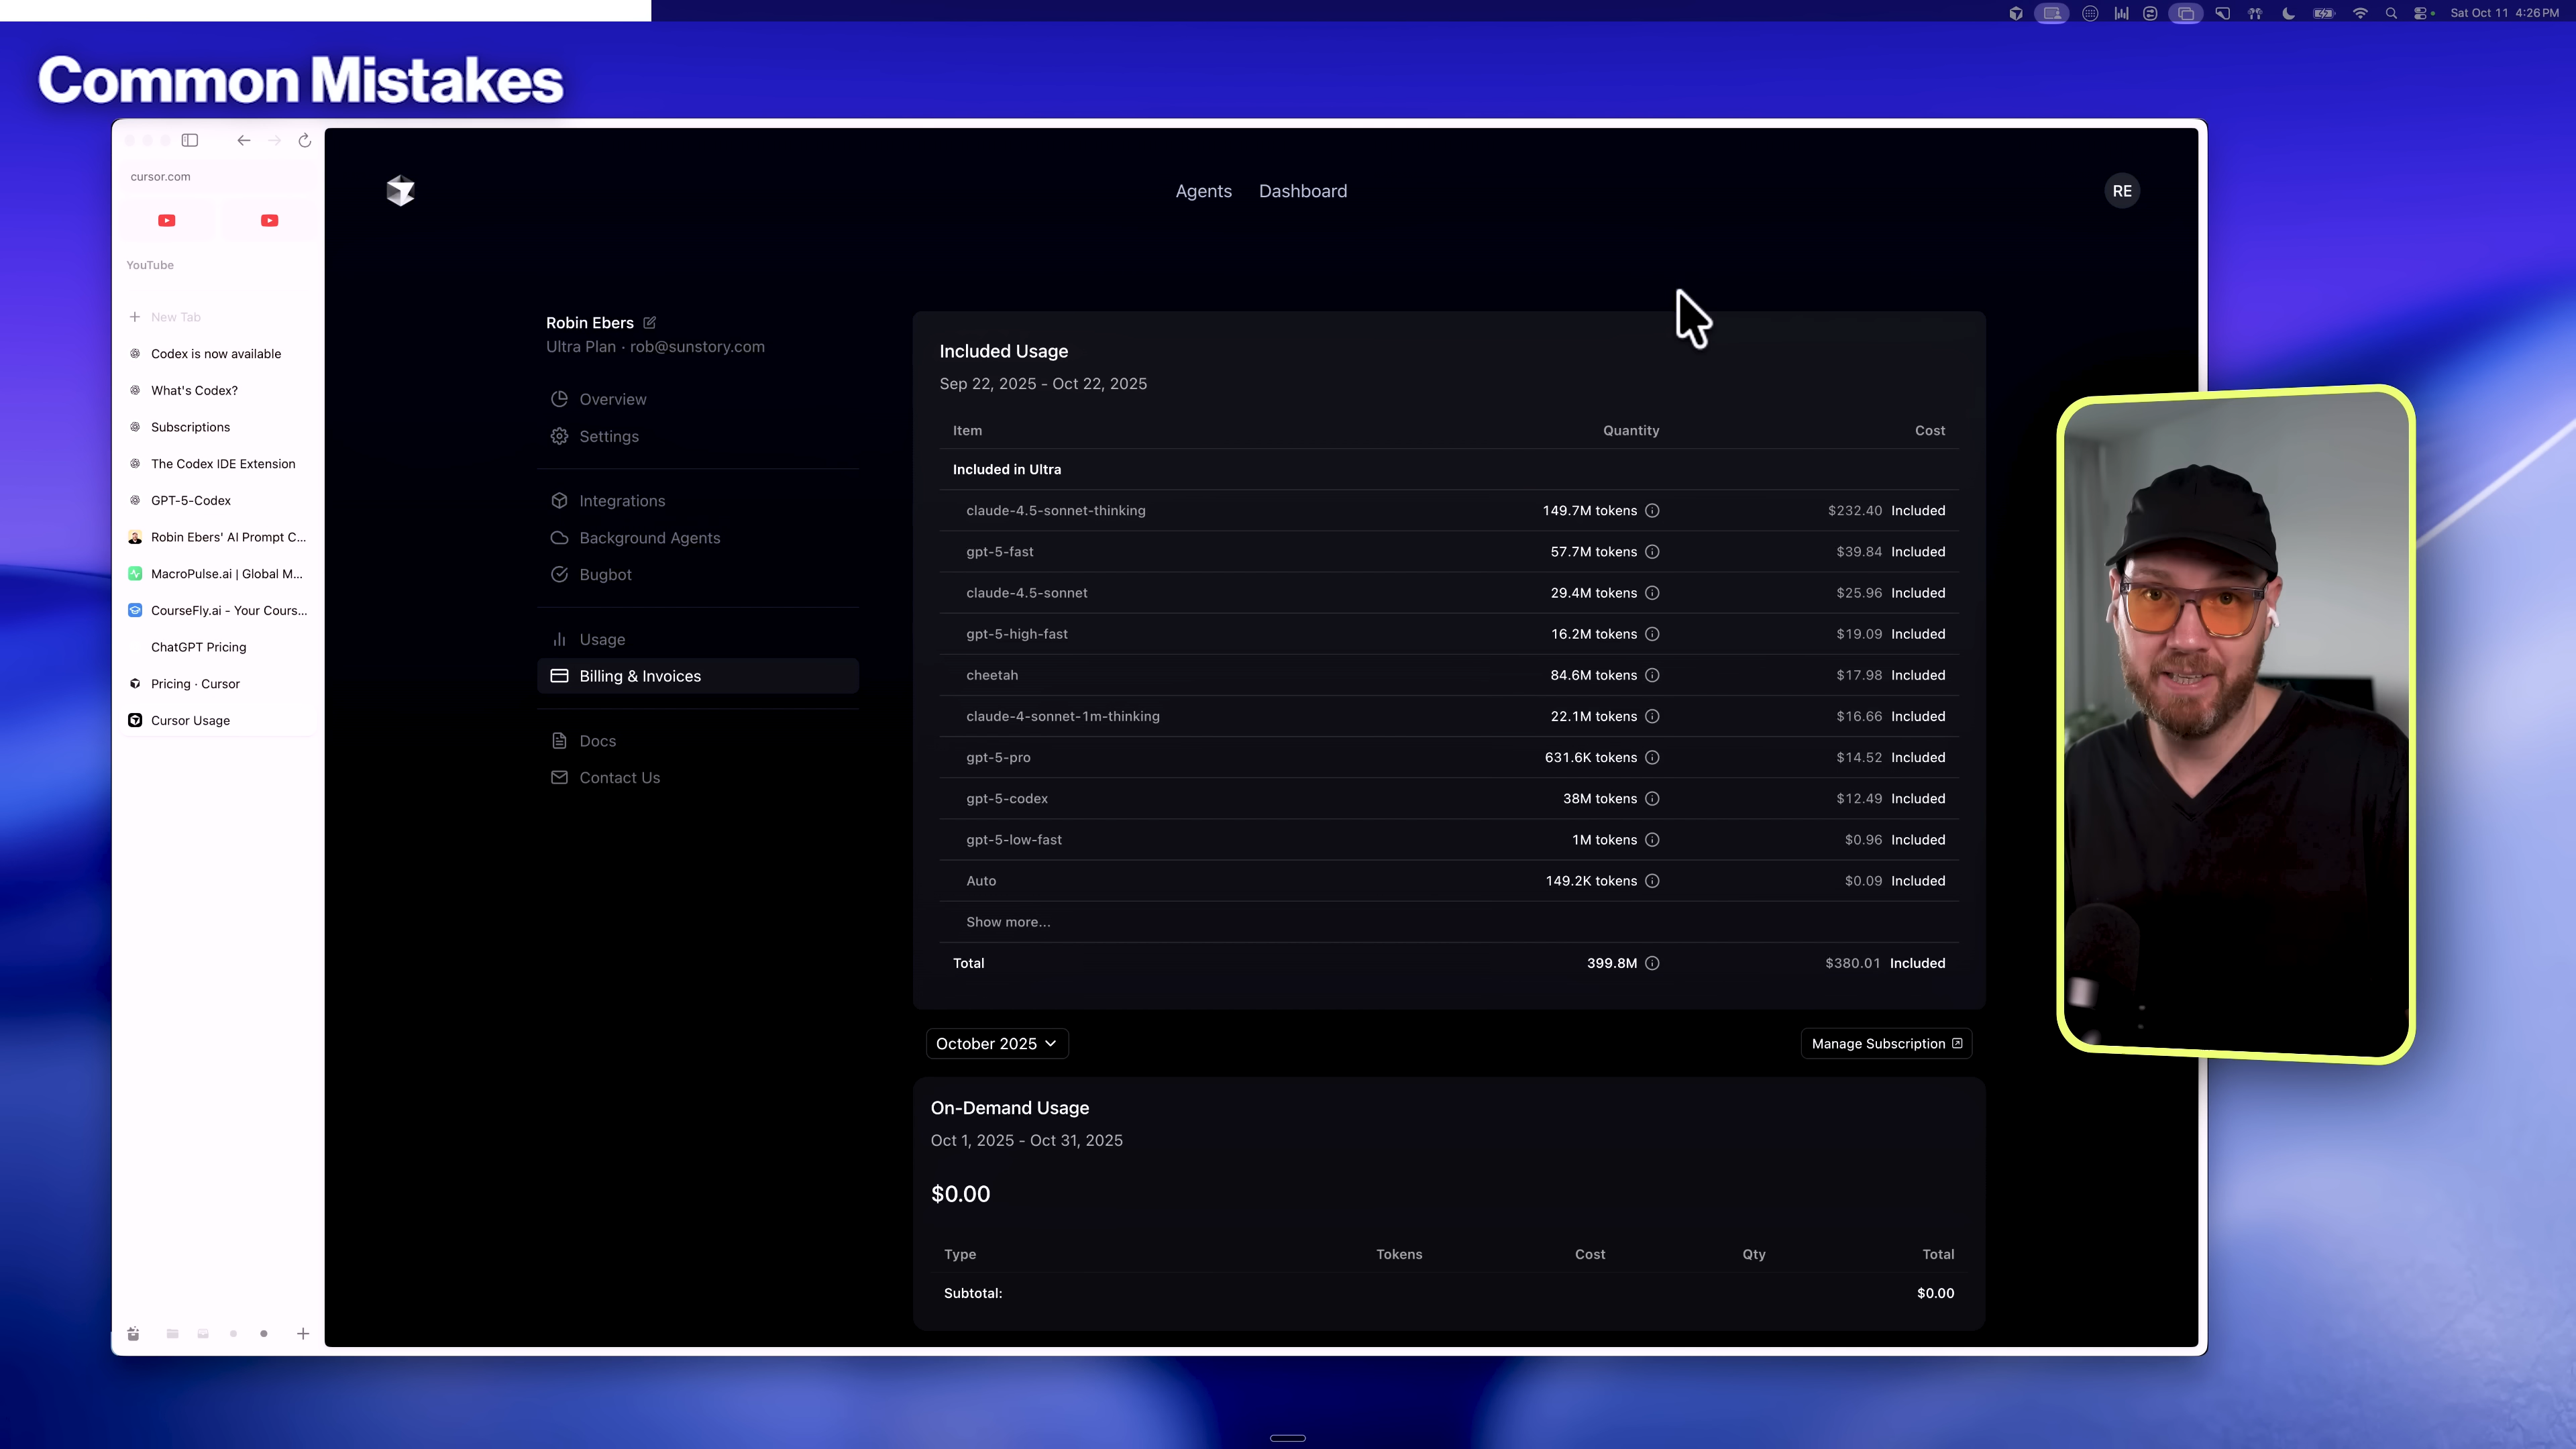 Sat Oct 11 4:26 PM
Common Mistakes
cursor.com
YouTube
New Tab
Codex is now available
What's Codex?
Subscriptions
The Codex IDE Extension
GPT-5-Codex
Robin Ebers' AI Prompt C...
MacroPulse.ai | Global M...
CourseFly.ai - Your Cours...
ChatGPT Pricing
Pricing · Cursor
Cursor Usage
Agents Dashboard
RE
Robin Ebers
Ultra Plan · rob@sunstory.com
Overview
Settings
Integrations
Background Agents
Bugbot
Usage
Billing & Invoices
Docs
Contact Us
Included Usage
Sep 22, 2025 - Oct 22, 2025
Item Quantity Cost
Included in Ultra
claude-4.5-sonnet-thinking 149.7M tokens $232.40 Included
gpt-5-fast 57.7M tokens $39.84 Included
claude-4.5-sonnet 29.4M tokens $25.96 Included
gpt-5-high-fast 16.2M tokens $19.09 Included
cheetah 84.6M tokens $17.98 Included
claude-4-sonnet-1m-thinking 22.1M tokens $16.66 Included
gpt-5-pro 631.6K tokens $14.52 Included
gpt-5-codex 38M tokens $12.49 Included
gpt-5-low-fast 1M tokens $0.96 Included
Auto 149.2K tokens $0.09 Included
Show more...
Total 399.8M $380.01 Included
October 2025
Manage Subscription
On-Demand Usage
Oct 1, 2025 - Oct 31, 2025
$0.00
Type Tokens Cost Qty Total
Subtotal: $0.00